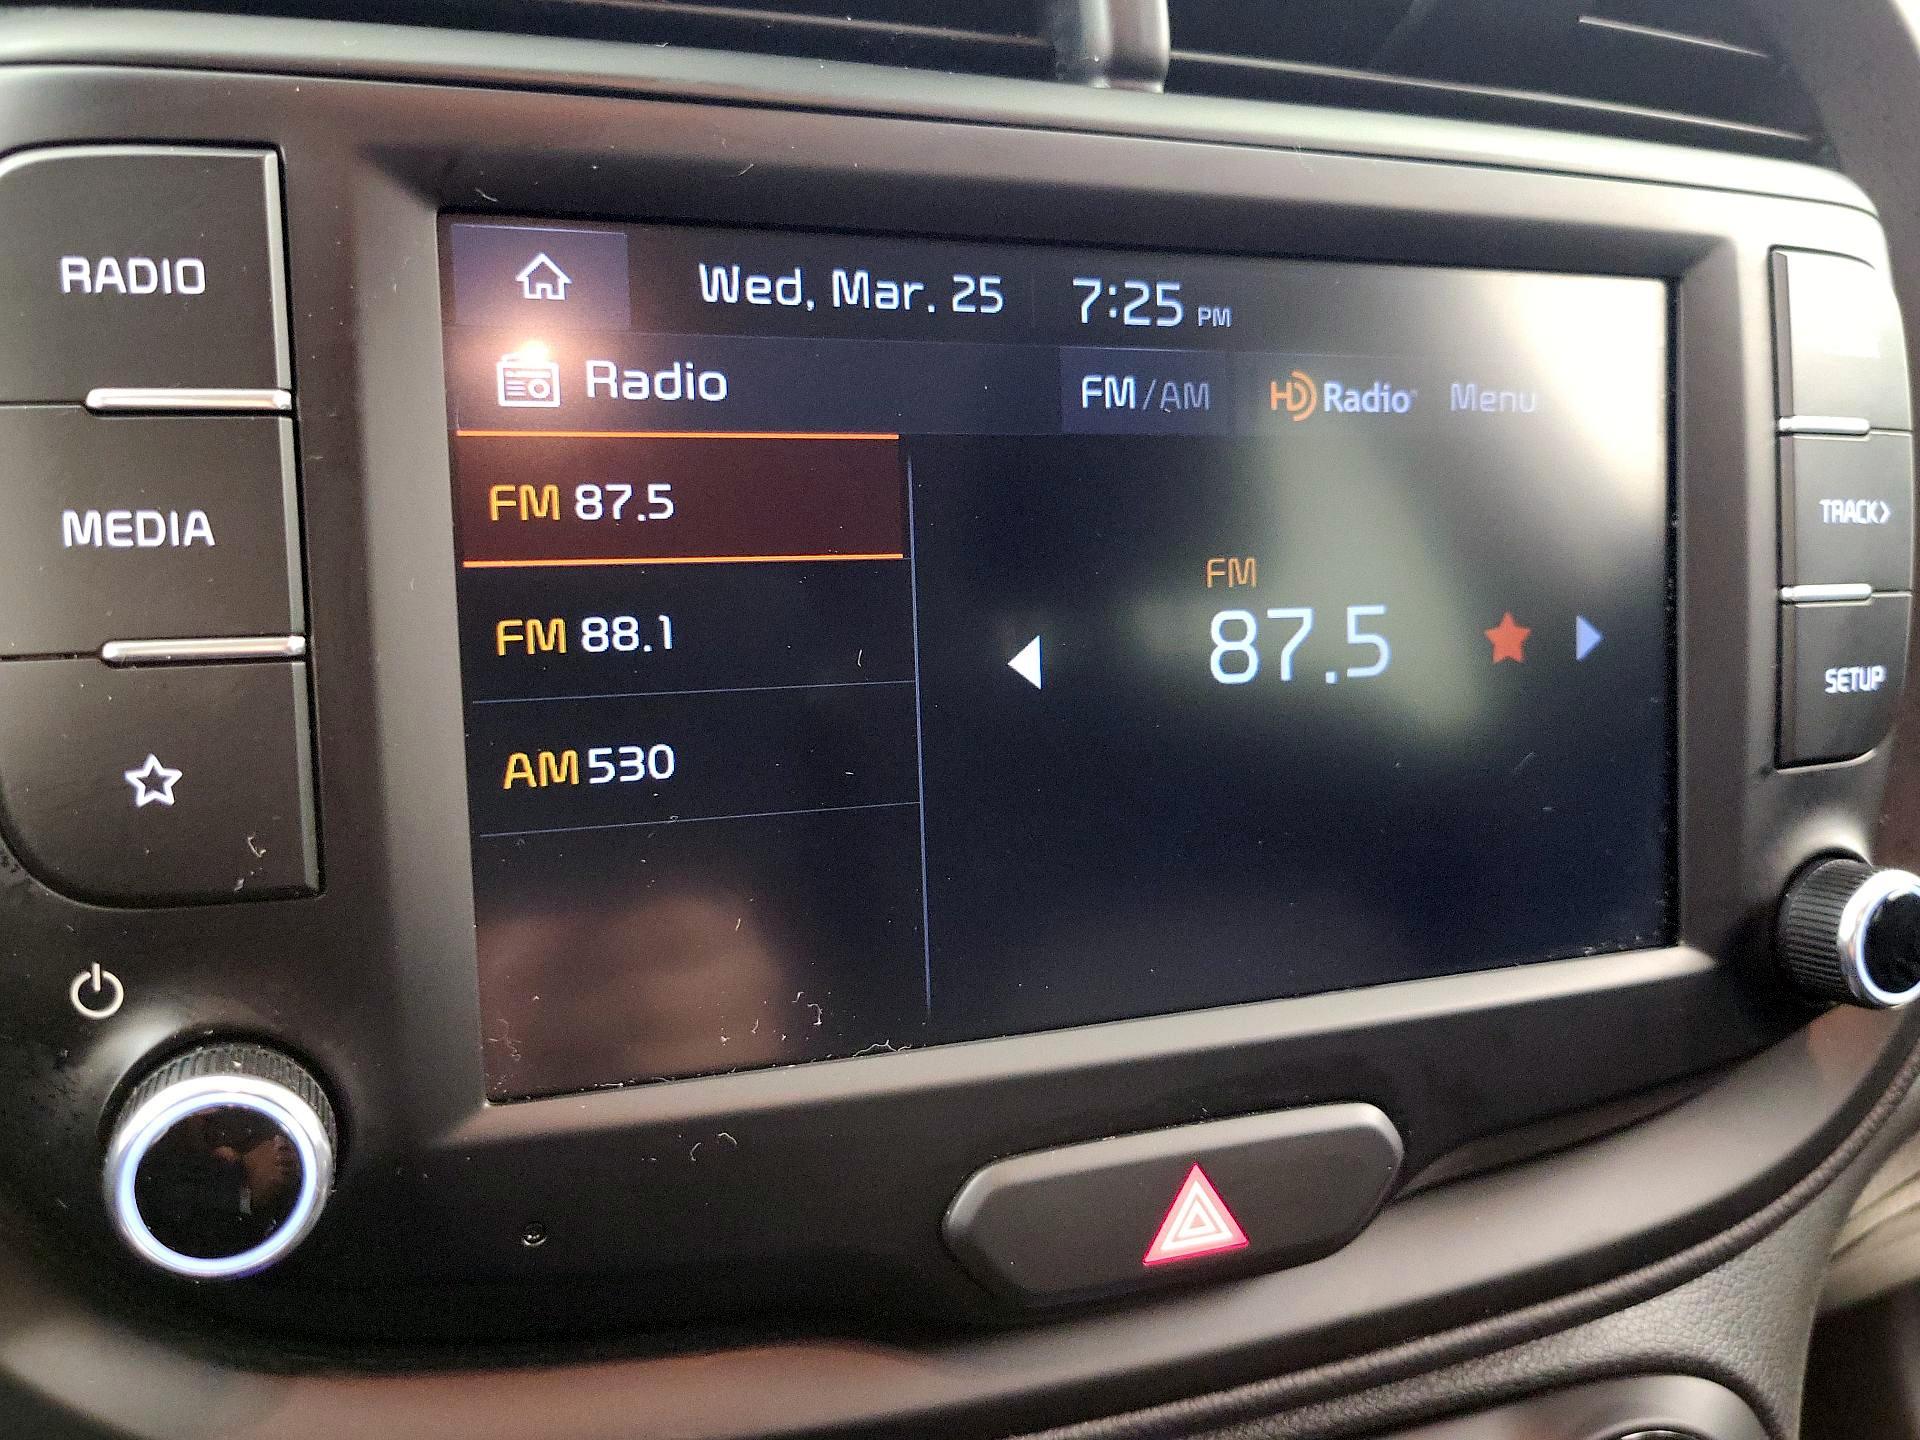 RADIO
MEDIA
Wed, Mar. 25 7:25 PM
Radio FM/AM HD Radio Menu
FM 87.5
FM 88.1
AM 530
FM
87.5
TRACK>
SETUP